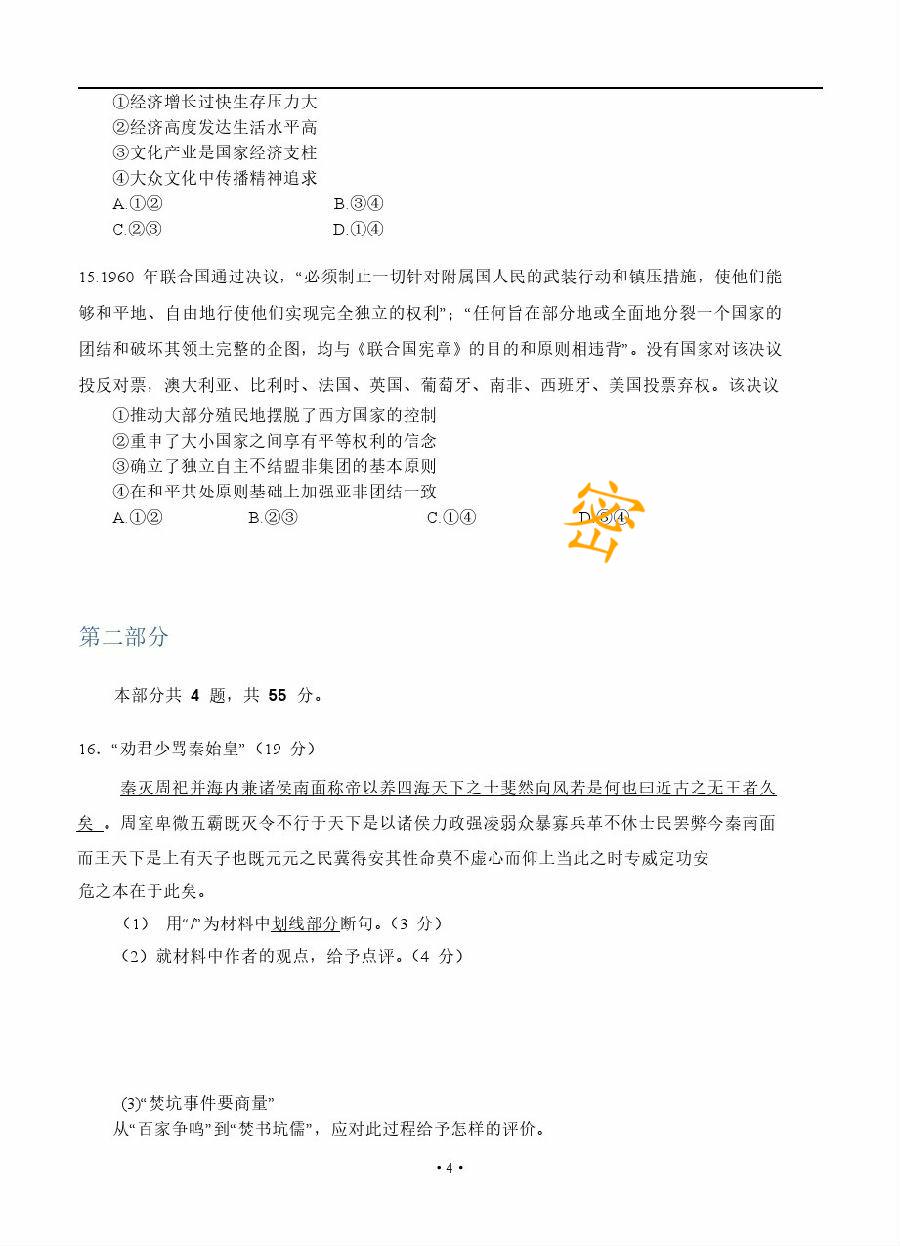 ①经济增长过快生存压力大
②经济高度发达生活水平高
③文化产业是国家经济支柱
④大众文化中传播精神追求
A.①② B.③④
C.②③ D.①④
15.1960 年联合国通过决议，“必须制止一切针对附属国人民的武装行动和镇压措施，使他们能
够和平地、自由地行使他们实现完全独立的权利”；“任何旨在部分地或全面地分裂一个国家的
团结和破坏其领土完整的企图，均与《联合国宪章》的目的和原则相违背”。没有国家对该决议
投反对票，澳大利亚、比利时、法国、英国、葡萄牙、南非、西班牙、美国投票弃权。该决议
①推动大部分殖民地摆脱了西方国家的控制
②重申了大小国家之间享有平等权利的信念
③确立了独立自主不结盟非集团的基本原则
④在和平共处原则基础上加强亚非团结一致
A.①② B.②③ C.①④ D.③④
密
第二部分
本部分共 4 题，共 55 分。
16．“劝君少骂秦始皇”（19 分）
秦灭周祀并海内兼诸侯南面称帝以养四海天下之士斐然向风若是何也曰近古之无王者久
矣 。周室卑微五霸既灭令不行于天下是以诸侯力政强凌弱众暴寡兵革不休士民罢弊今秦南面
而王天下是上有天子也既元元之民冀得安其性命莫不虚心而仰上当此之时专威定功安
危之本在于此矣。
（1） 用“/”为材料中划线部分断句。（3 分）
（2）就材料中作者的观点，给予点评。（4 分）
(3)“焚坑事件要商量”
从“百家争鸣”到“焚书坑儒”，应对此过程给予怎样的评价。
• 4 •